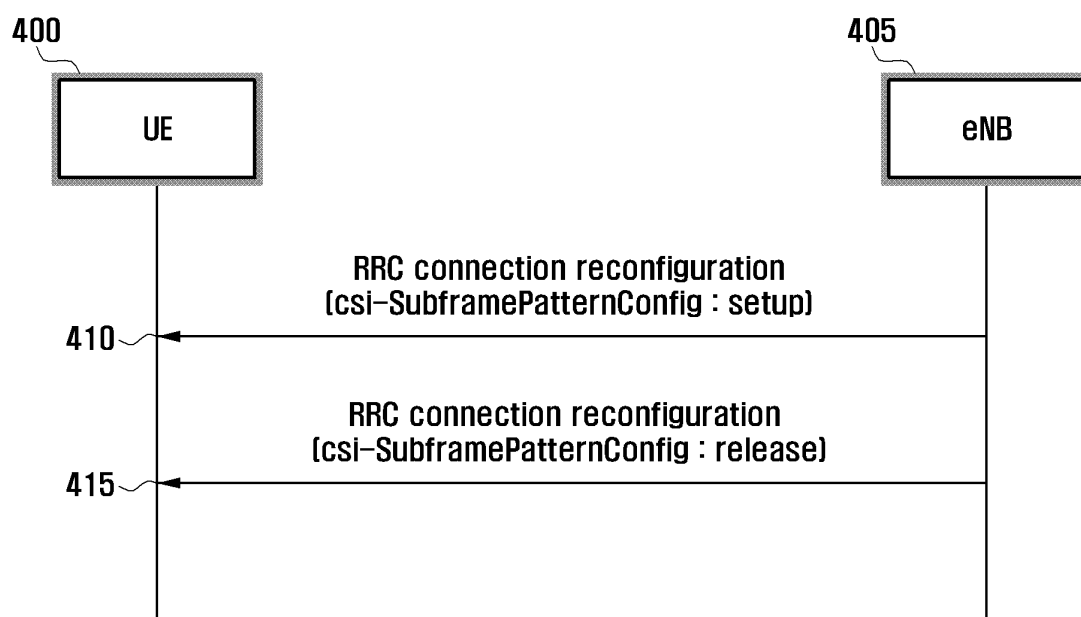 400
405
UE
eNB
RRC connection reconfiguration
(csi-SubframePatternConfig : setup)
410
RRC connection reconfiguration
(csi-SubframePatternConfig : release)
415